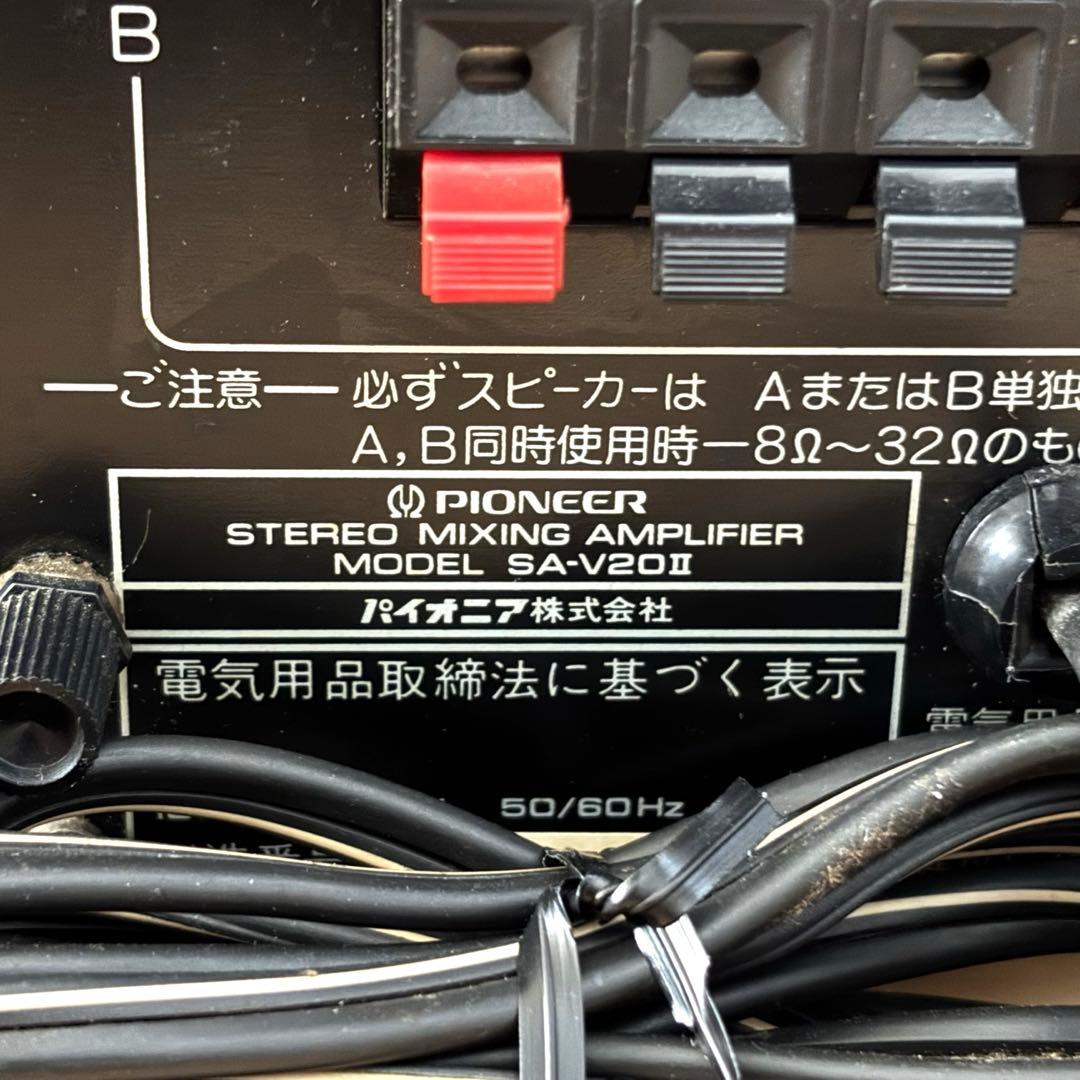 B
ご注意 必ずスピーカーは AまたはB単独
A,B同時使用時ー8Ω〜32Ωのも
PIONEER
STEREO MIXING AMPLIFIER
MODEL SA-V20II
パイオニア株式会社
電気用品取締法に基づく表示
電気用
50/60Hz